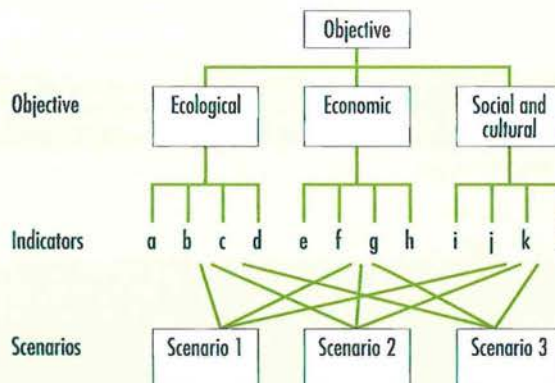 Objective
Objective
Ecological
Economic
Social and
cultural
Indicators
a b c d e f g h i j k
Scenarios
Scenario 1
Scenario 2
Scenario 3